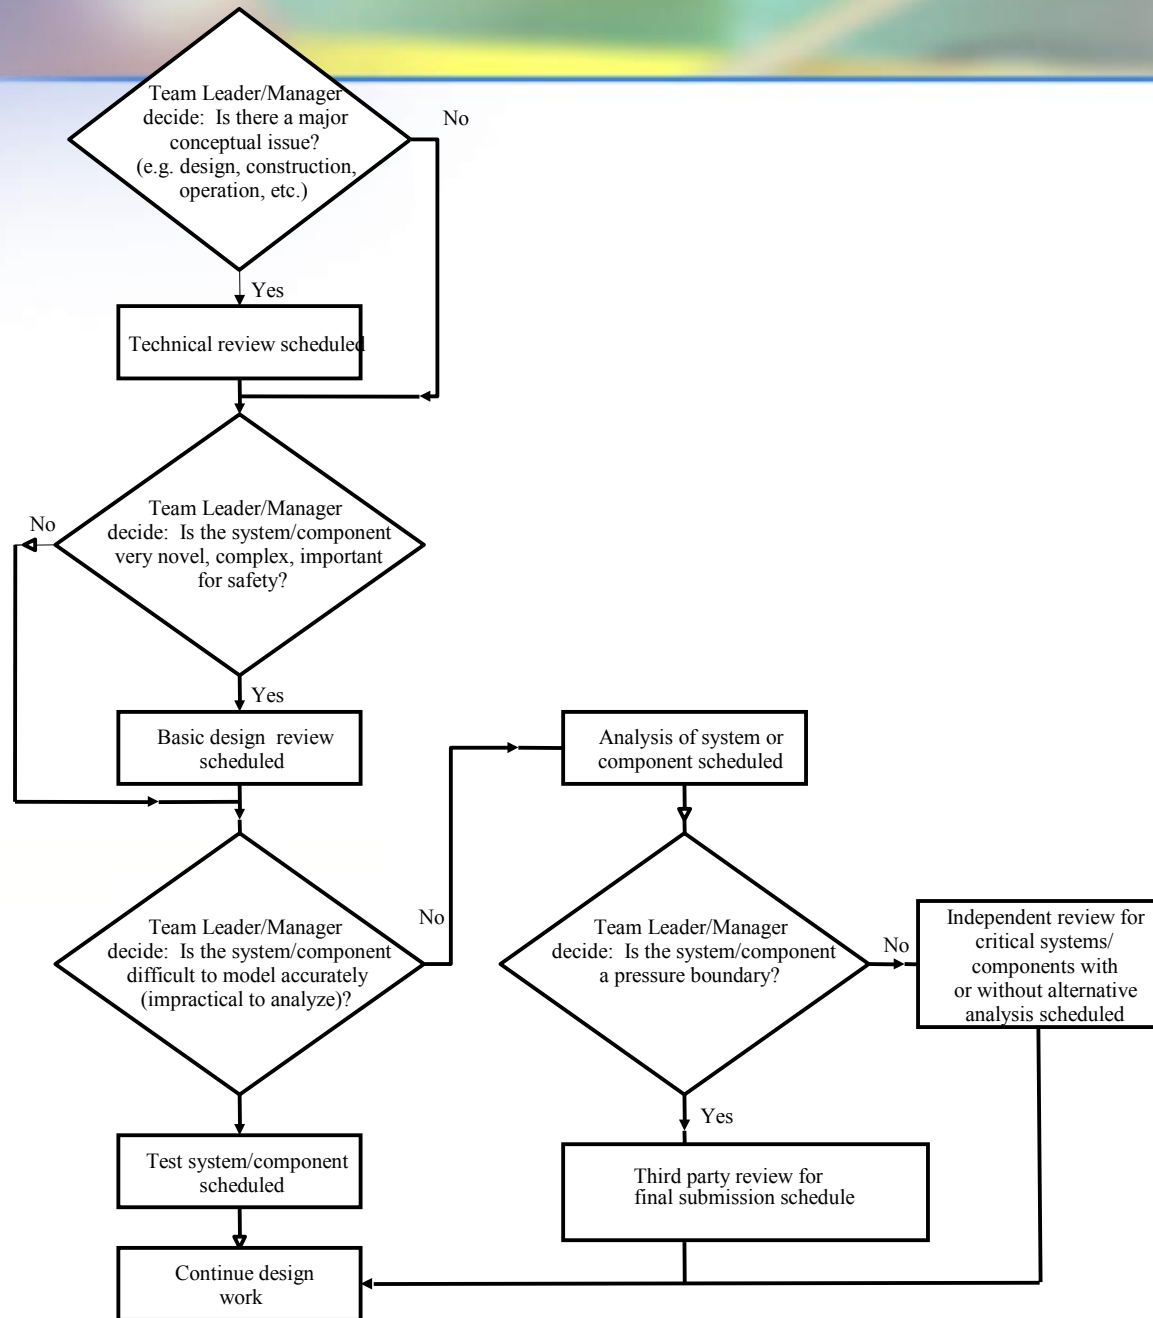 Team Leader/Manager
decide:  Is there a major
conceptual issue?
(e.g. design, construction,
operation, etc.)
No
Yes
Technical review scheduled
Team Leader/Manager
decide:  Is the system/component
very novel, complex, important
for safety?
No
Yes
Basic design  review
scheduled
Analysis of system or
component scheduled
Team Leader/Manager
decide:  Is the system/component
difficult to model accurately
(impractical to analyze)?
No
Team Leader/Manager
decide:  Is the system/component
a pressure boundary?
No
Independent review for
critical systems/
components with
or without alternative
analysis scheduled
Yes
Test system/component
scheduled
Third party review for
final submission schedule
Continue design
work